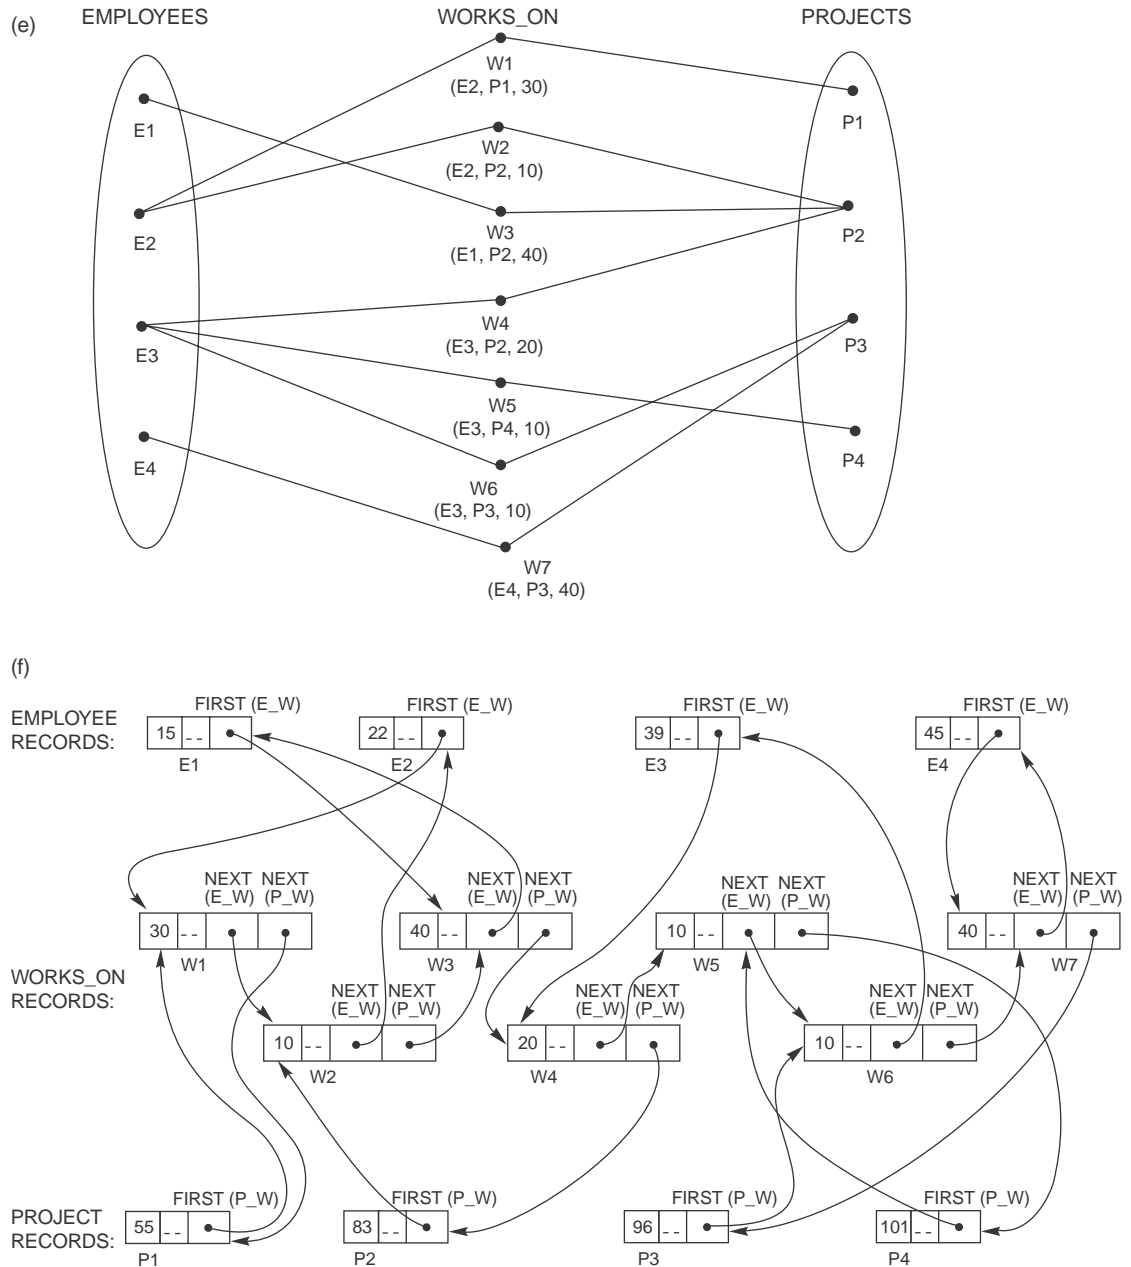 (e)
EMPLOYEES WORKS_ON PROJECTS
W1
(E2, P1, 30)
E1
P1
W2
(E2, P2, 10)
E2
W3
(E1, P2, 40)
P2
W4
(E3, P2, 20)
E3
P3
W5
(E3, P4, 10)
E4
P4
W6
(E3, P3, 10)
W7
(E4, P3, 40)
(f)
EMPLOYEE
RECORDS:
FIRST (E_W) FIRST (E_W) FIRST (E_W) FIRST (E_W)
15 -- 22 -- 39 -- 45 --
E1 E2 E3 E4
NEXT NEXT NEXT NEXT NEXT NEXT NEXT NEXT
(E_W) (P_W) (E_W) (P_W) (E_W) (P_W) (E_W) (P_W)
30 -- 40 -- 10 -- 40 --
W1 W3 W5 W7
WORKS_ON
RECORDS:
NEXT NEXT NEXT NEXT NEXT NEXT
(E_W) (P_W) (E_W) (P_W) (E_W) (P_W)
10 -- 20 -- 10 --
W2 W4 W6
PROJECT
RECORDS:
FIRST (P_W) FIRST (P_W) FIRST (P_W) FIRST (P_W)
55 -- 83 -- 96 -- 101 --
P1 P2 P3 P4